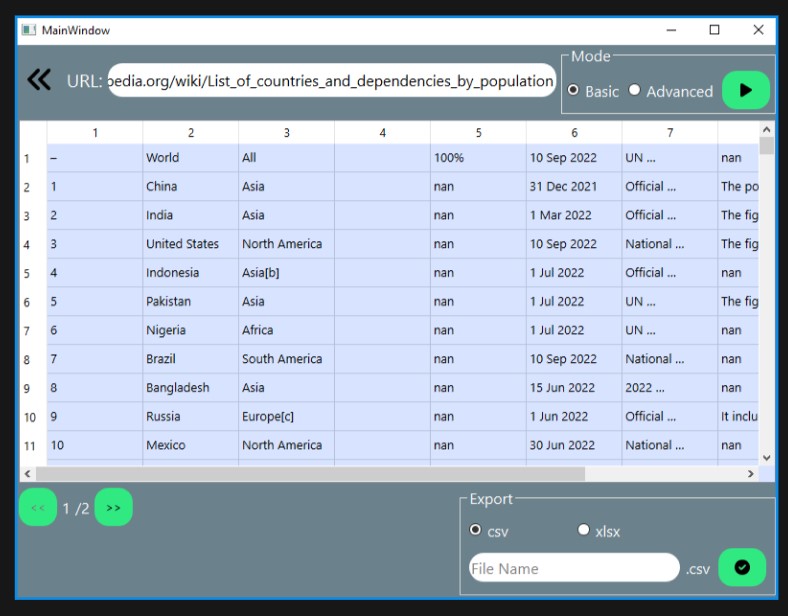 MainWindow
Mode
URL: pedia.org/wiki/List_of_countries_and_dependencies_by_population
Basic Advanced
1 2 3 4 5 6 7
1 – World All 100% 10 Sep 2022 UN ... nan
2 1 China Asia nan 31 Dec 2021 Official ... The po
3 2 India Asia nan 1 Mar 2022 Official ... The fig
4 3 United States North America nan 10 Sep 2022 National ... The fig
5 4 Indonesia Asia[b] nan 1 Jul 2022 Official ... nan
6 5 Pakistan Asia nan 1 Jul 2022 UN ... The fig
7 6 Nigeria Africa nan 1 Jul 2022 UN ... nan
8 7 Brazil South America nan 10 Sep 2022 National ... nan
9 8 Bangladesh Asia nan 15 Jun 2022 2022 ... nan
10 9 Russia Europe[c] nan 1 Jun 2022 Official ... It inclu
11 10 Mexico North America nan 30 Jun 2022 National ... nan
<< 1 /2 >>
Export
csv xlsx
File Name .csv